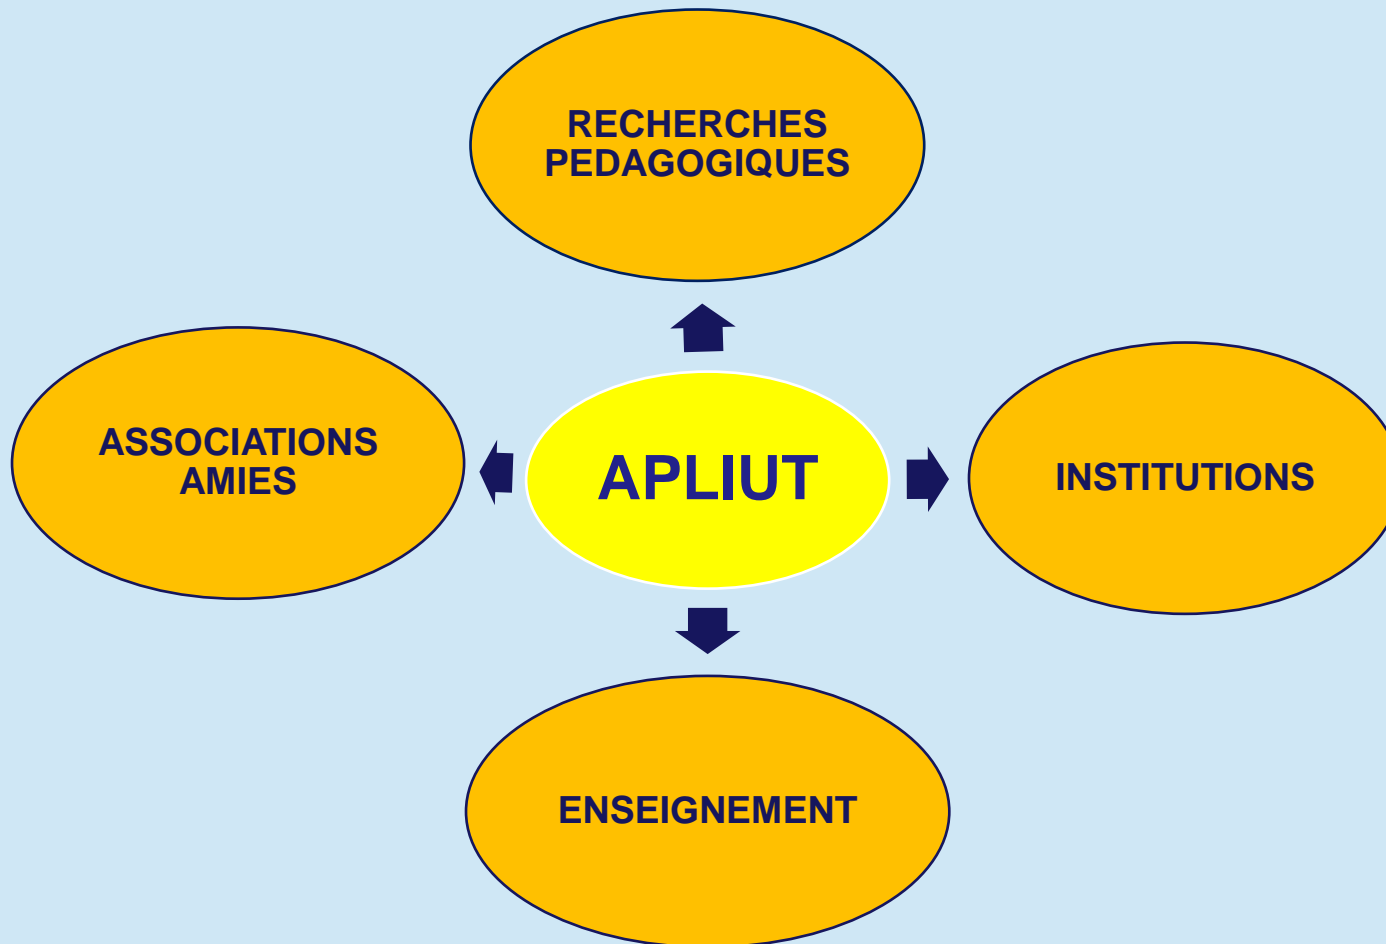 RECHERCHES
PEDAGOGIQUES
ASSOCIATIONS
AMIES
APLIUT
INSTITUTIONS
ENSEIGNEMENT